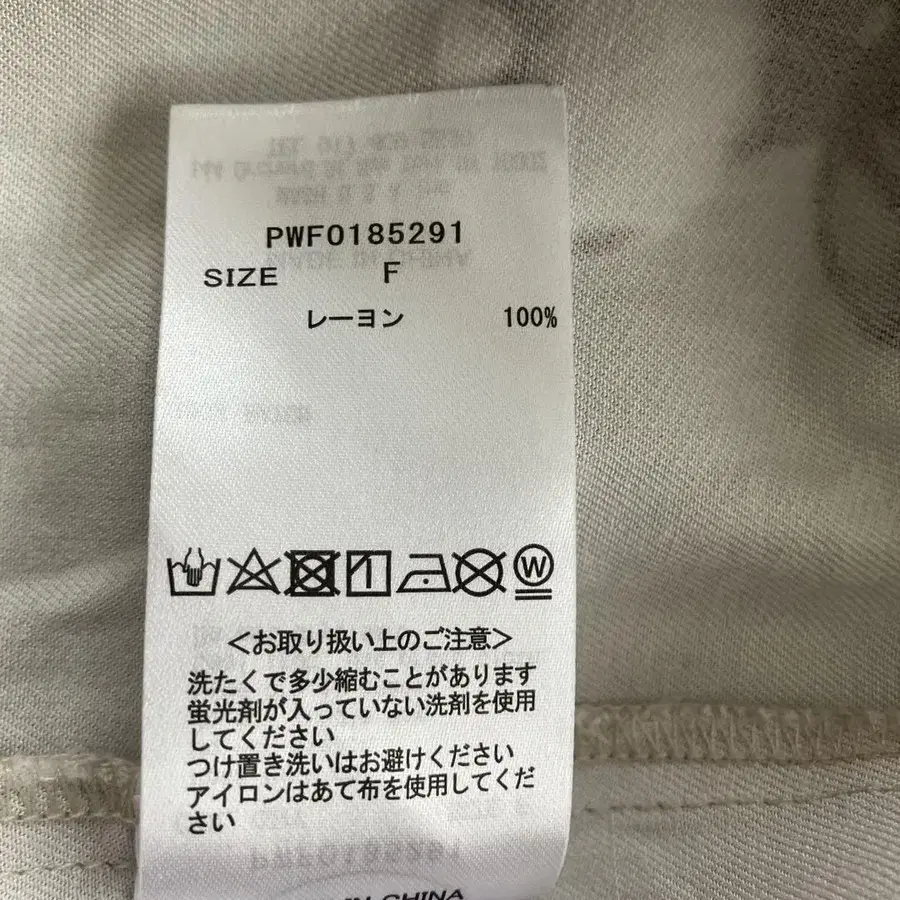 PWF0185291
SIZE F
レーヨン 100%
W
＜お取り扱い上のご注意＞
洗たくで多少縮むことがあります
蛍光剤が入っていない洗剤を使用
してください
つけ置き洗いはお避けください
アイロンはあて布を使用してくだ
さい
IN CHINA